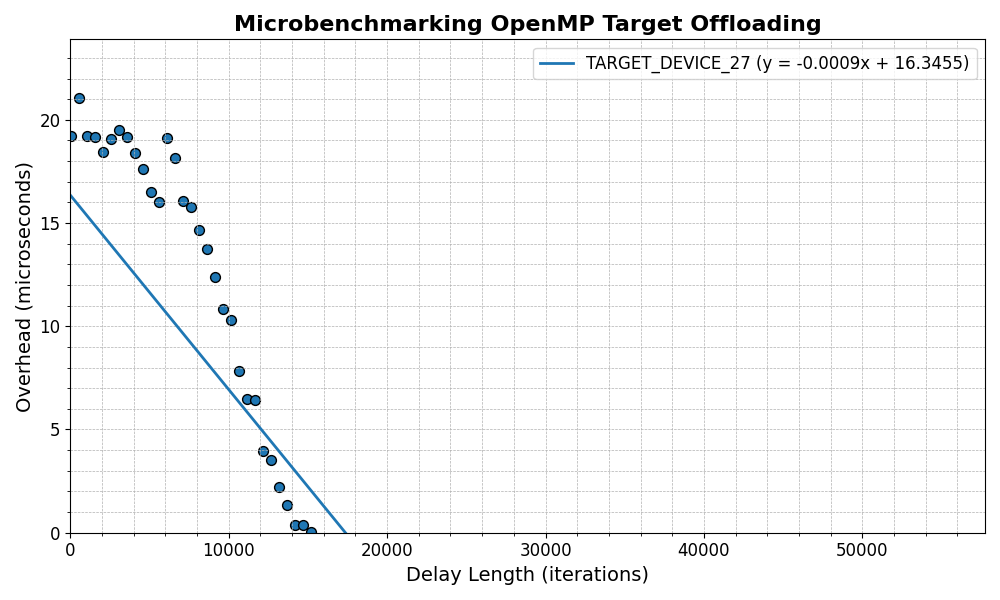 Microbenchmarking OpenMP Target Offloading
TARGET_DEVICE_27 (y = -0.0009x + 16.3455)
Overhead (microseconds)
20
15
10
5
0
0 10000 20000 30000 40000 50000
Delay Length (iterations)